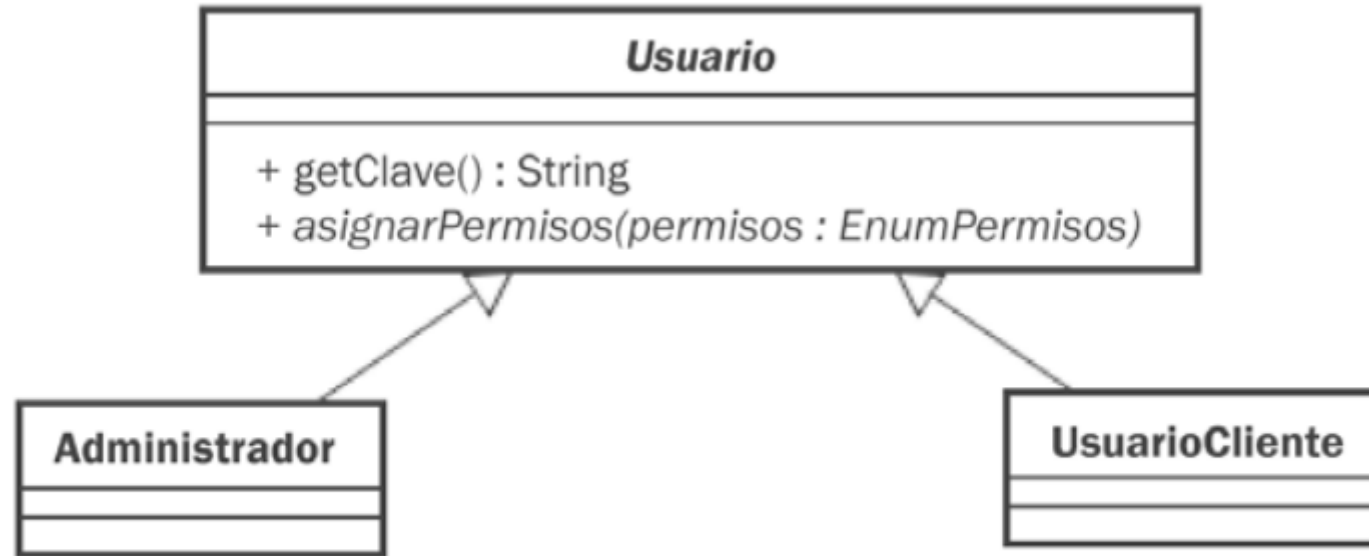 Usuario
+ getClave() : String
+ asignarPermisos(permisos : EnumPermisos)
Administrador
UsuarioCliente